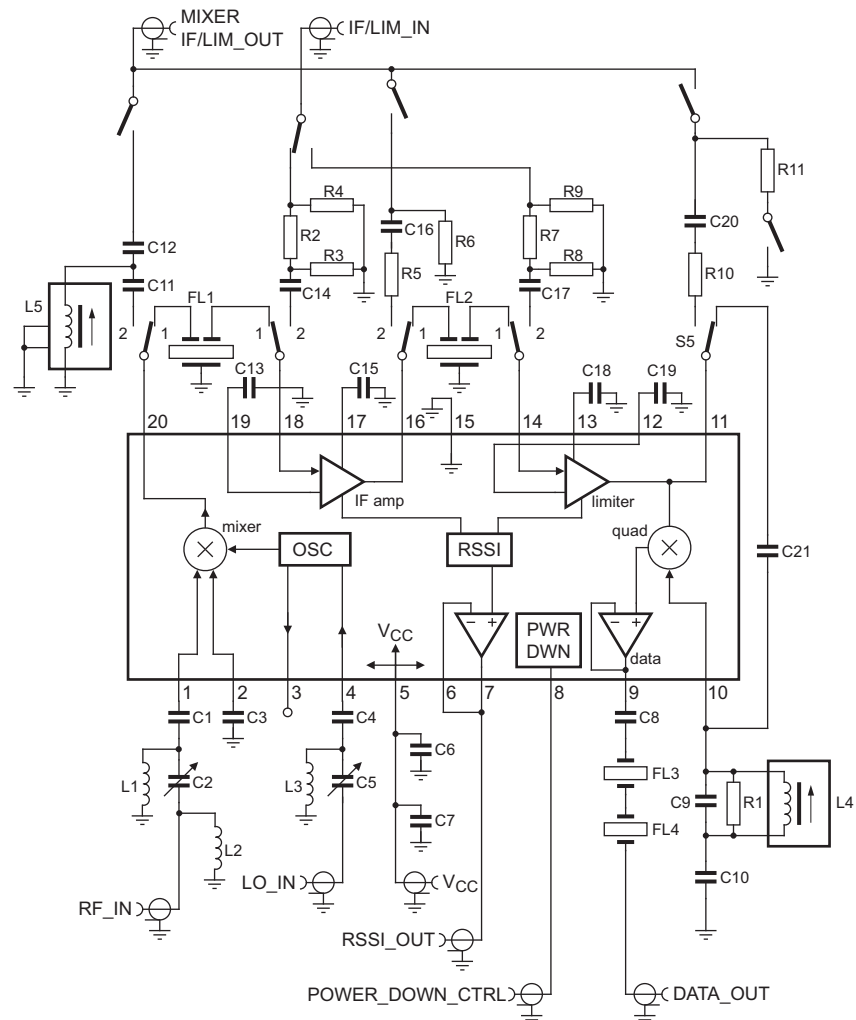 MIXER
IF/LIM_OUT
IF/LIM_IN
R11
R4
R9
C16
C20
R2
R6
R7
C12
R3
R5
R8
R10
C11
C14
C17
L5
FL1
FL2
2
1
1
2
2
1
1
2
S5
C13
C15
C18
C19
20
19
18
17
16
15
14
13
12
11
IF amp
limiter
mixer
OSC
RSSI
quad
C21
VCC
PWR
DWN
data
1
2
3
4
5
6
7
8
9
10
C1
C3
C4
C8
C6
L1
C2
L3
C5
FL3
C9
R1
L4
C7
FL4
L2
C10
RF_IN
LO_IN
VCC
RSSI_OUT
POWER_DOWN_CTRL
DATA_OUT